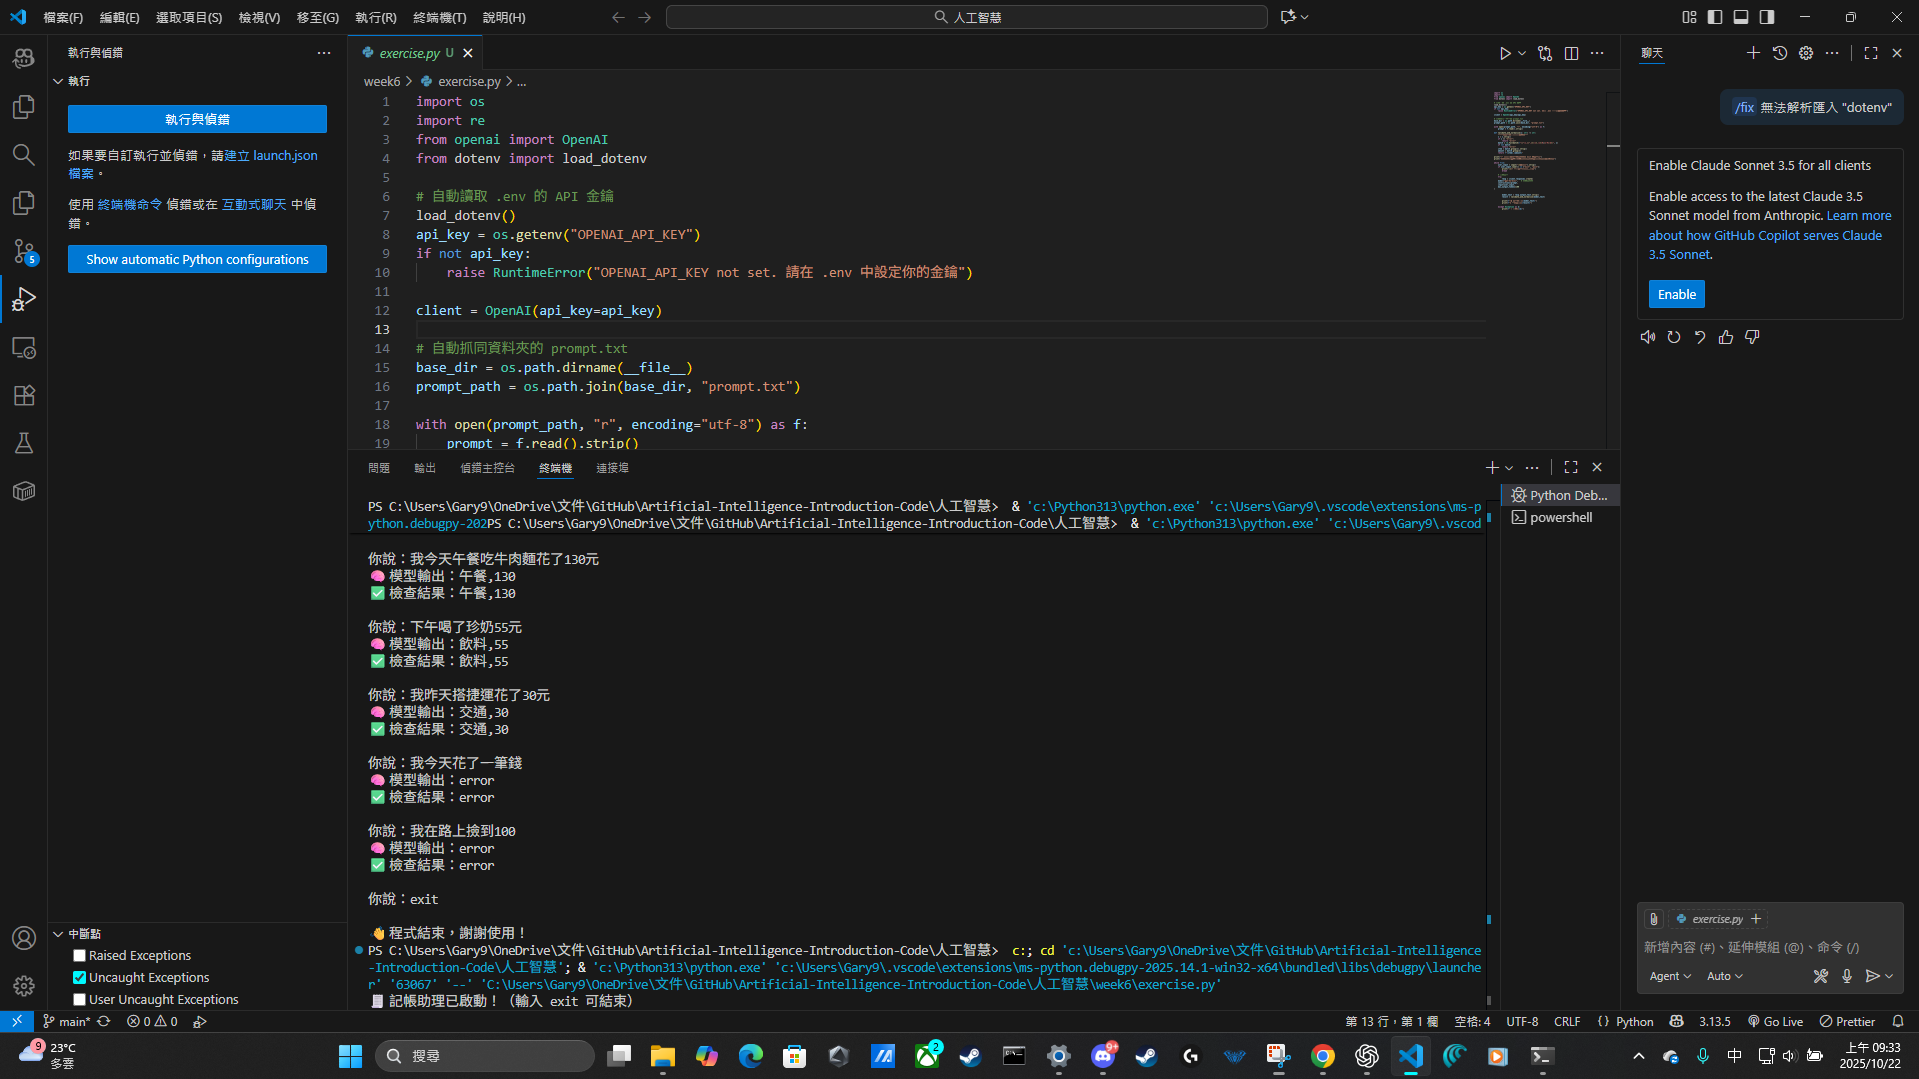 檔案(F) 編輯(E) 選取項目(S) 檢視(V) 移至(G) 執行(R) 終端機(T) 說明(H)
人工智慧
執行與偵錯
執行
執行與偵錯
如果要自訂執行並偵錯，請建立 launch.json
檔案。
使用 終端機命令 偵錯或在 互動式聊天 中偵
錯。
Show automatic Python configurations
5
中斷點
Raised Exceptions
Uncaught Exceptions
User Uncaught Exceptions
exercise.py U
week6 > exercise.py > ...
1 import os
2 import re
3 from openai import OpenAI
4 from dotenv import load_dotenv
5
6 # 自動讀取 .env 的 API 金鑰
7 load_dotenv()
8 api_key = os.getenv("OPENAI_API_KEY")
9 if not api_key:
10 raise RuntimeError("OPENAI_API_KEY not set. 請在 .env 中設定你的金鑰")
11
12 client = OpenAI(api_key=api_key)
13
14 # 自動抓同資料夾的 prompt.txt
15 base_dir = os.path.dirname(__file__)
16 prompt_path = os.path.join(base_dir, "prompt.txt")
17
18 with open(prompt_path, "r", encoding="utf-8") as f:
19 prompt = f.read().strip()
問題 輸出 偵錯主控台 終端機 連接埠
PS C:\Users\Gary9\OneDrive\文件\GitHub\Artificial-Intelligence-Introduction-Code\人工智慧> & 'c:\Python313\python.exe' 'c:\Users\Gary9\.vscode\extensions\ms-p
ython.debugpy-202PS C:\Users\Gary9\OneDrive\文件\GitHub\Artificial-Intelligence-Introduction-Code\人工智慧> & 'c:\Python313\python.exe' 'c:\Users\Gary9\.vscod
你說：我今天午餐吃牛肉麵花了130元
🧠 模型輸出：午餐,130
✅ 檢查結果：午餐,130
你說：下午喝了珍奶55元
🧠 模型輸出：飲料,55
✅ 檢查結果：飲料,55
你說：我昨天搭捷運花了30元
🧠 模型輸出：交通,30
✅ 檢查結果：交通,30
你說：我今天花了一筆錢
🧠 模型輸出：error
✅ 檢查結果：error
你說：我在路上撿到100
🧠 模型輸出：error
✅ 檢查結果：error
你說：exit
👋 程式結束，謝謝使用！
PS C:\Users\Gary9\OneDrive\文件\GitHub\Artificial-Intelligence-Introduction-Code\人工智慧> c:; cd 'c:\Users\Gary9\OneDrive\文件\GitHub\Artificial-Intelligence
-Introduction-Code\人工智慧'; & 'c:\Python313\python.exe' 'c:\Users\Gary9\.vscode\extensions\ms-python.debugpy-2025.14.1-win32-x64\bundled\libs\debugpy\launche
r' '63067' '--' 'C:\Users\Gary9\OneDrive\文件\GitHub\Artificial-Intelligence-Introduction-Code\人工智慧\week6\exercise.py'
🧾 記帳助理已啟動！（輸入 exit 可結束）
Python Deb...
powershell
聊天
/fix 無法解析匯入 "dotenv"
Enable Claude Sonnet 3.5 for all clients
Enable access to the latest Claude 3.5
Sonnet model from Anthropic. Learn more
about how GitHub Copilot serves Claude
3.5 Sonnet.
Enable
exercise.py
新增內容 (#)、延伸模組 (@)、命令 (/)
Agent Auto
main* 0 0
第 13 行，第 1 欄 空格: 4 UTF-8 CRLF {} Python 3.13.5 Go Live Prettier
9
23°C
多雲
搜尋
2
9+
中
上午 09:33
2025/10/22